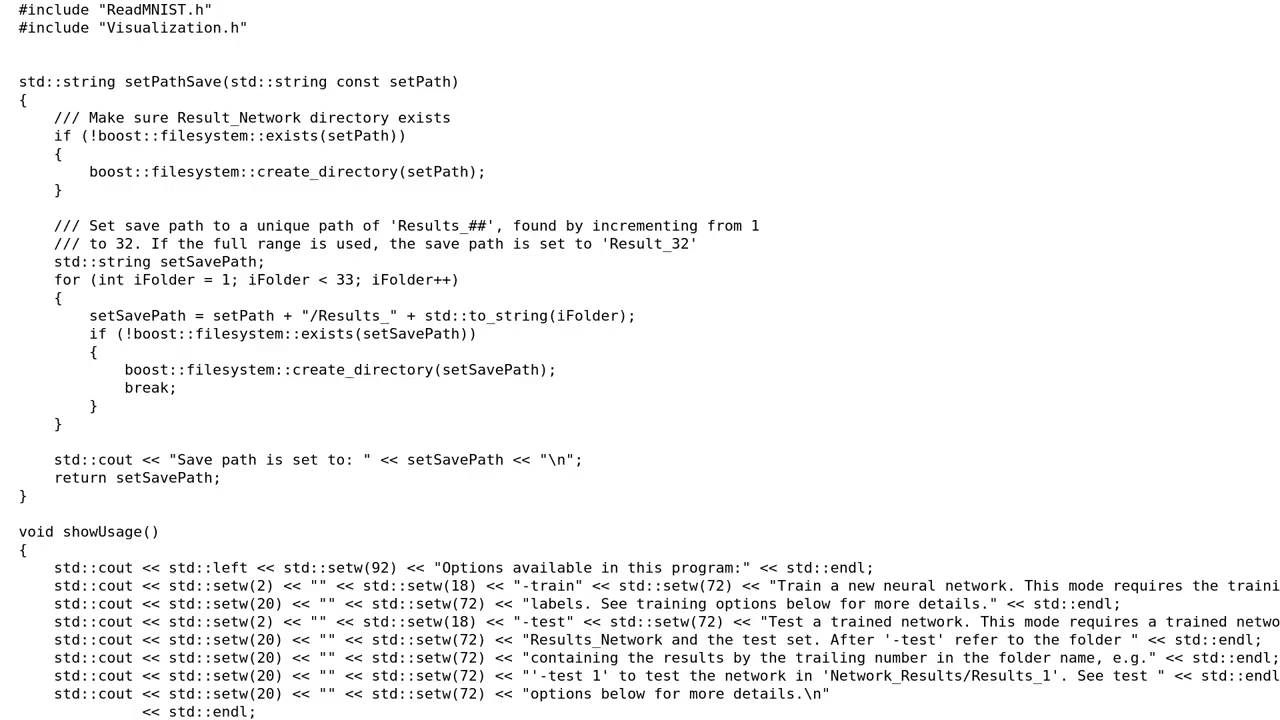 #include "ReadMNIST.h"
#include "Visualization.h"
std::string setPathSave(std::string const setPath)
{
    /// Make sure Result_Network directory exists
    if (!boost::filesystem::exists(setPath))
    {
        boost::filesystem::create_directory(setPath);
    }
    /// Set save path to a unique path of 'Results_##', found by incrementing from 1
    /// to 32. If the full range is used, the save path is set to 'Result_32'
    std::string setSavePath;
    for (int iFolder = 1; iFolder < 33; iFolder++)
    {
        setSavePath = setPath + "/Results_" + std::to_string(iFolder);
        if (!boost::filesystem::exists(setSavePath))
        {
            boost::filesystem::create_directory(setSavePath);
            break;
        }
    }
    std::cout << "Save path is set to: " << setSavePath << "\n";
    return setSavePath;
}
void showUsage()
{
    std::cout << std::left << std::setw(92) << "Options available in this program:" << std::endl;
    std::cout << std::setw(2) << "" << std::setw(18) << "-train" << std::setw(72) << "Train a new neural network. This mode requires the traini
    std::cout << std::setw(20) << "" << std::setw(72) << "labels. See training options below for more details." << std::endl;
    std::cout << std::setw(2) << "" << std::setw(18) << "-test" << std::setw(72) << "Test a trained network. This mode requires a trained netwo
    std::cout << std::setw(20) << "" << std::setw(72) << "Results_Network and the test set. After '-test' refer to the folder " << std::endl;
    std::cout << std::setw(20) << "" << std::setw(72) << "containing the results by the trailing number in the folder name, e.g." << std::endl;
    std::cout << std::setw(20) << "" << std::setw(72) << "'-test 1' to test the network in 'Network_Results/Results_1'. See test " << std::endl
    std::cout << std::setw(20) << "" << std::setw(72) << "options below for more details.\n"
              << std::endl;